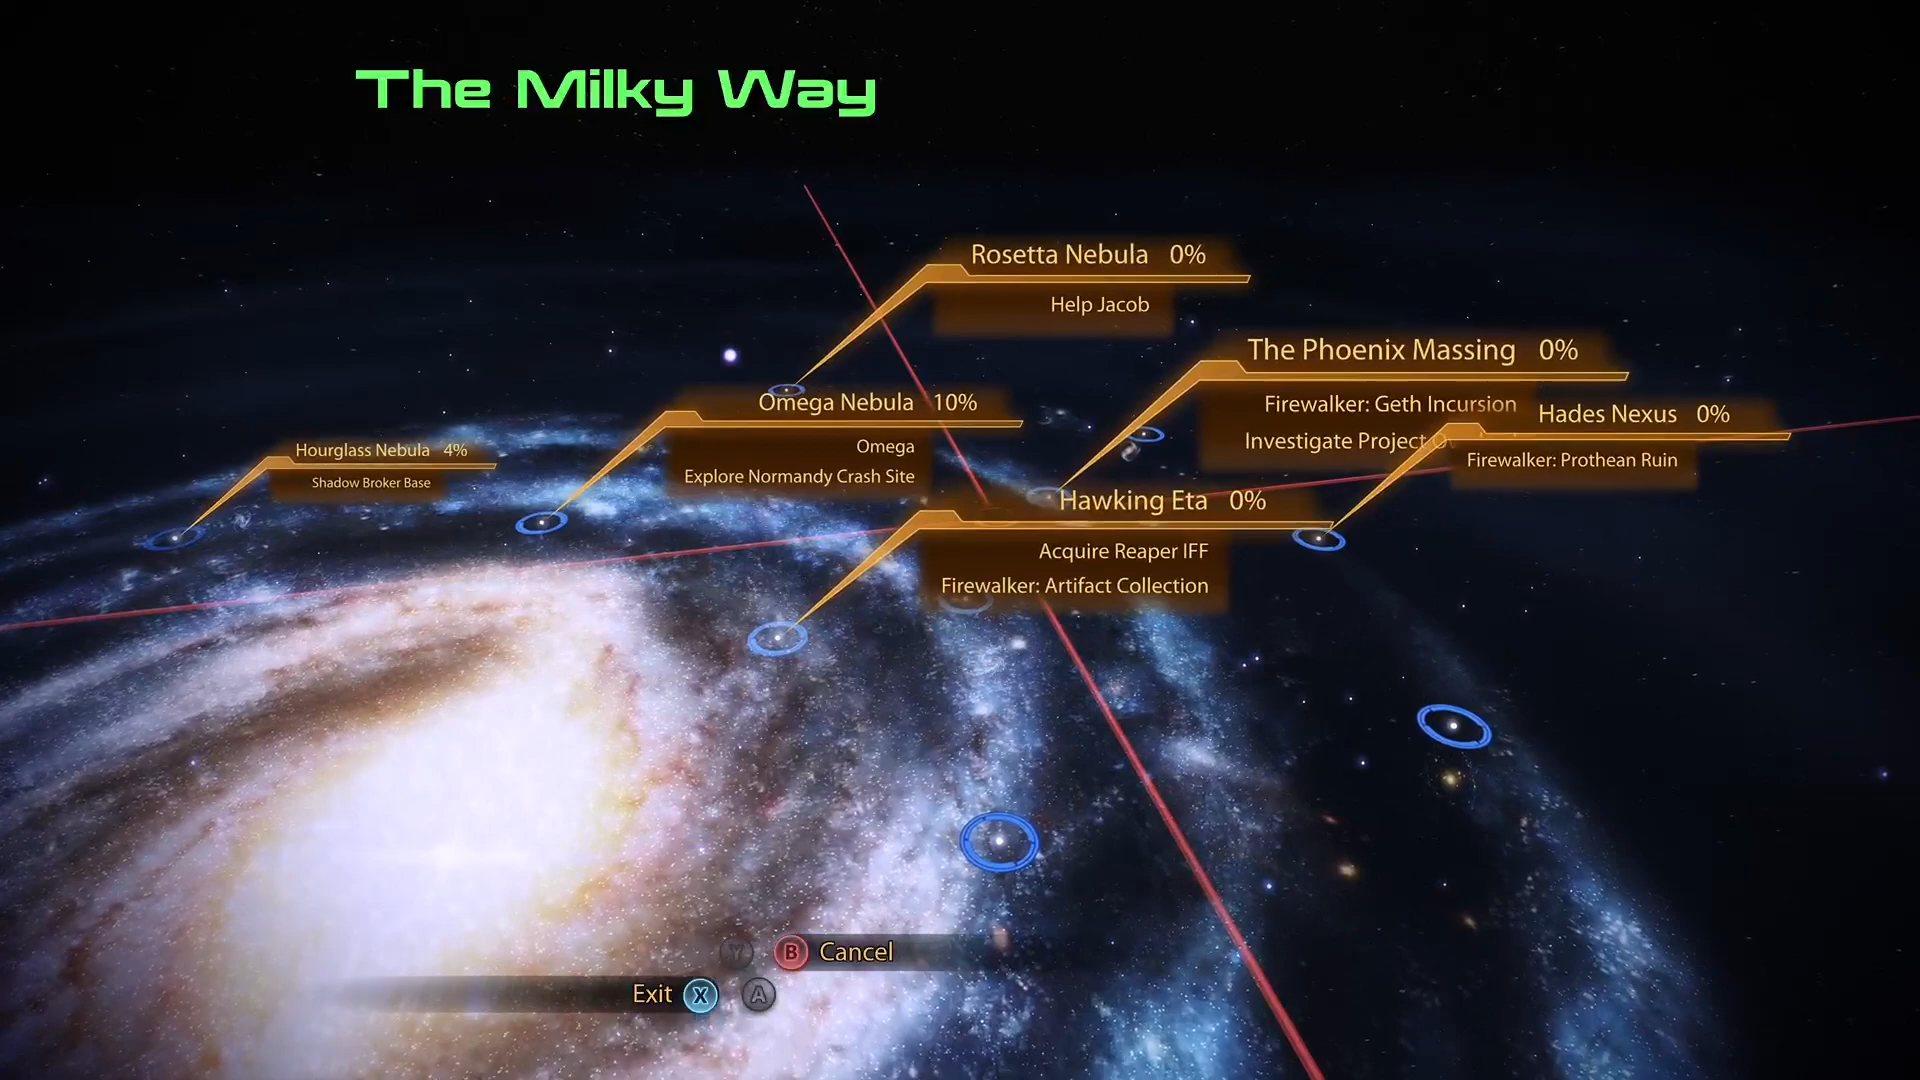 The Milky Way
Rosetta Nebula 0%
Help Jacob
The Phoenix Massing 0%
Firewalker: Geth Incursion
Investigate Project
Omega Nebula 10%
Omega
Explore Normandy Crash Site
Hades Nexus 0%
Firewalker: Prothean Ruin
Hourglass Nebula 4%
Shadow Broker Base
Hawking Eta 0%
Acquire Reaper IFF
Firewalker: Artifact Collection
Y B Cancel
Exit X A